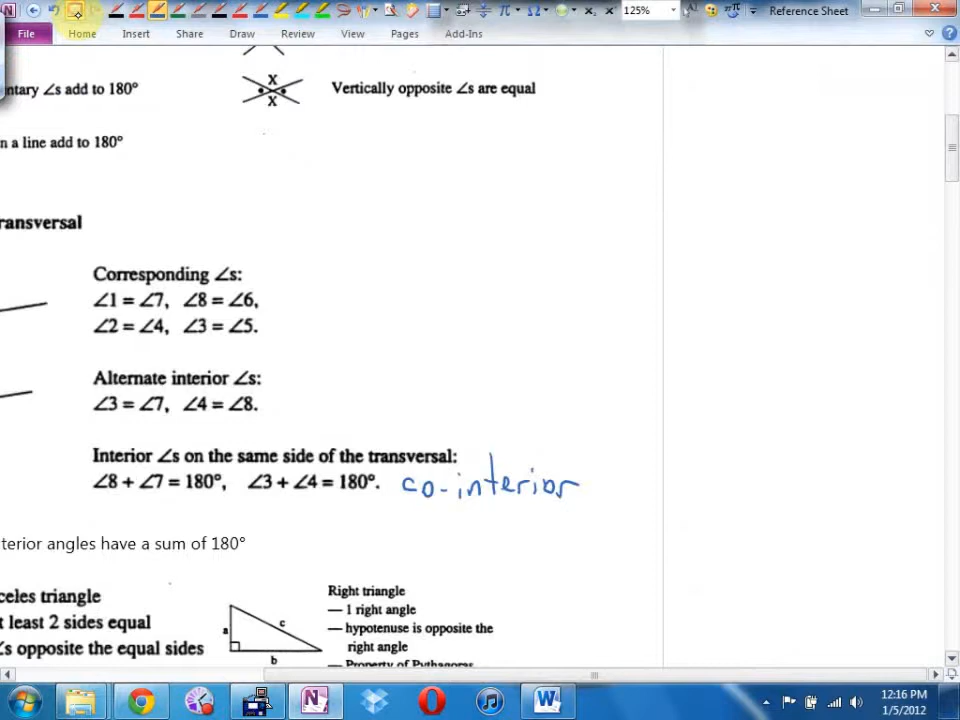 125%
Reference Sheet
File Home Insert Share Draw Review View Pages Add-Ins
ntary ∠s add to 180°
X
X
Vertically opposite ∠s are equal
n a line add to 180°
ransversal
Corresponding ∠s:
∠1 = ∠7, ∠8 = ∠6,
∠2 = ∠4, ∠3 = ∠5.
Alternate interior ∠s:
∠3 = ∠7, ∠4 = ∠8.
Interior ∠s on the same side of the transversal:
∠8 + ∠7 = 180°, ∠3 + ∠4 = 180°. co-interior
terior angles have a sum of 180°
celes triangle
t least 2 sides equal
∠s opposite the equal sides
a
c
b
Right triangle
— 1 right angle
— hypotenuse is opposite the
right angle
— Property of Pythagoras
12:16 PM
1/5/2012